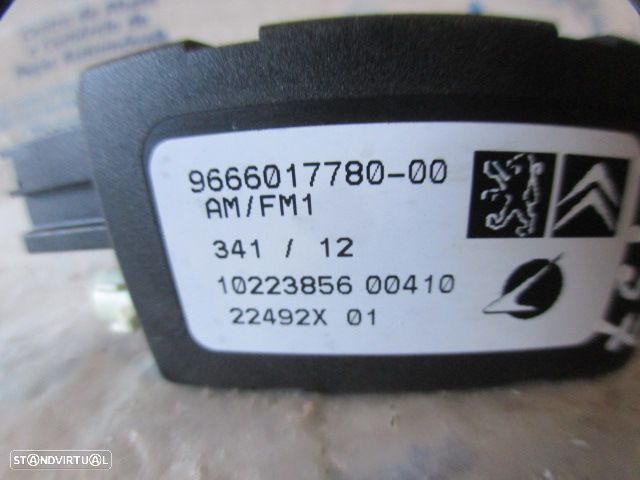 9666017780-00
AM/FM1
341 / 12
10223856 00410
22492X 01
STANDVIRTUAL